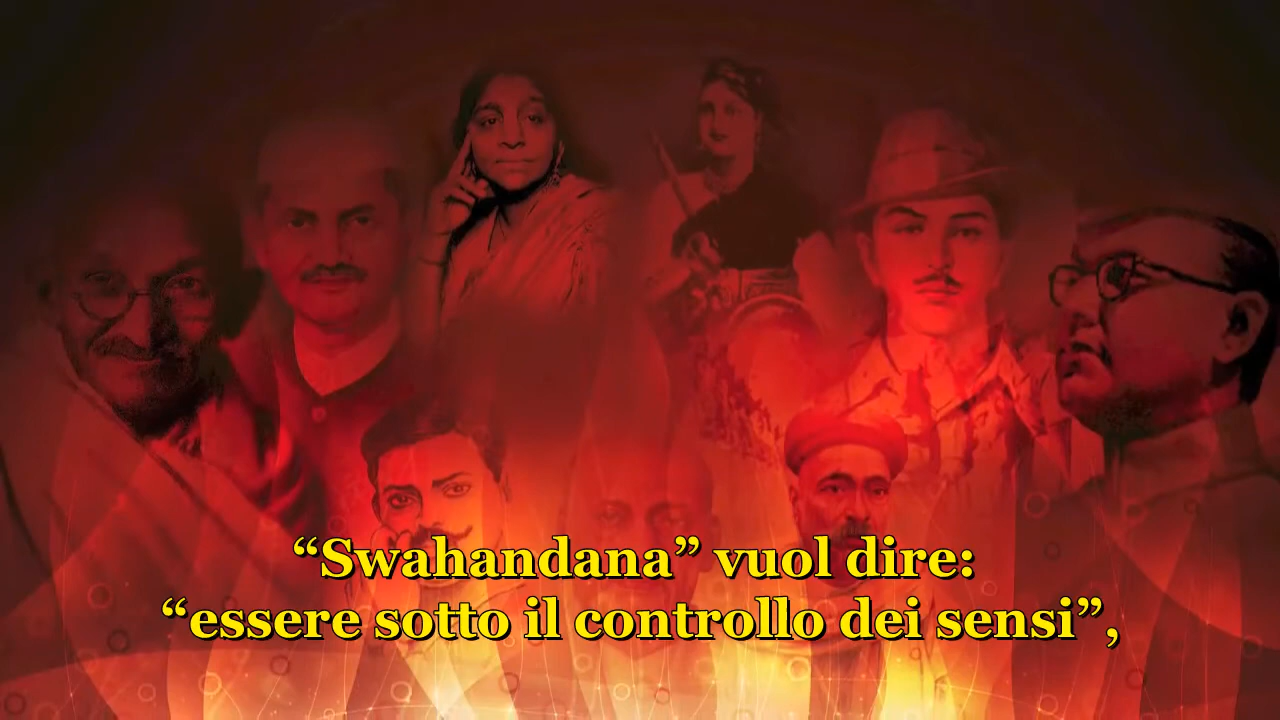 “Swahandana” vuol dire:
“essere sotto il controllo dei sensi”,